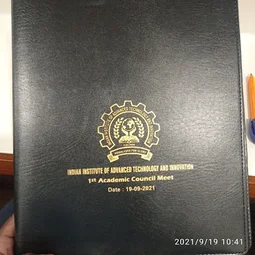 INDIAN INSTITUTE OF ADVANCED TECHNOLOGY AND INNOVATION
1st Academic Council Meet
Date : 19-09-2021
2021/9/19 10:41